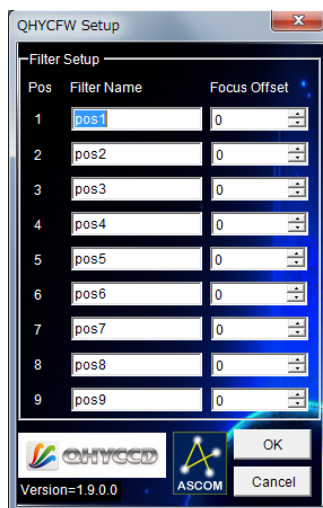 QHYCFW Setup
Filter Setup
Pos Filter Name Focus Offset
1 pos1 0
2 pos2 0
3 pos3 0
4 pos4 0
5 pos5 0
6 pos6 0
7 pos7 0
8 pos8 0
9 pos9 0
QHYCCD
ASCOM
OK
Cancel
Version=1.9.0.0